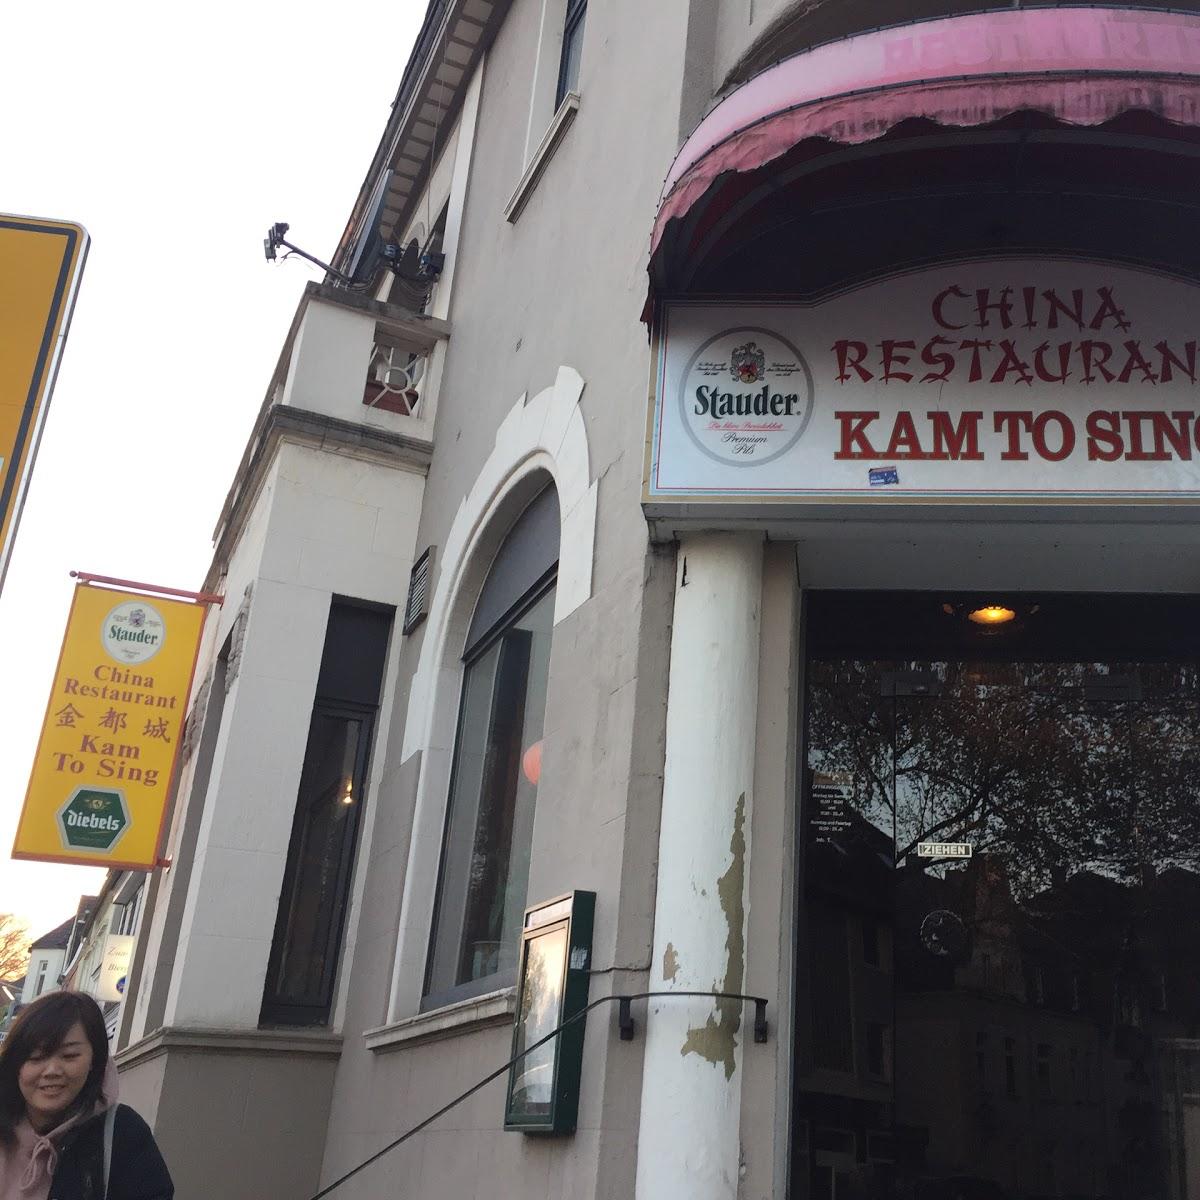 CHINA
RESTAURAN
KAM TO SING
Stauder
Premium
Pils
Stauder
China
Restaurant
金都城
Kam
To Sing
Diebels
ZIEHEN